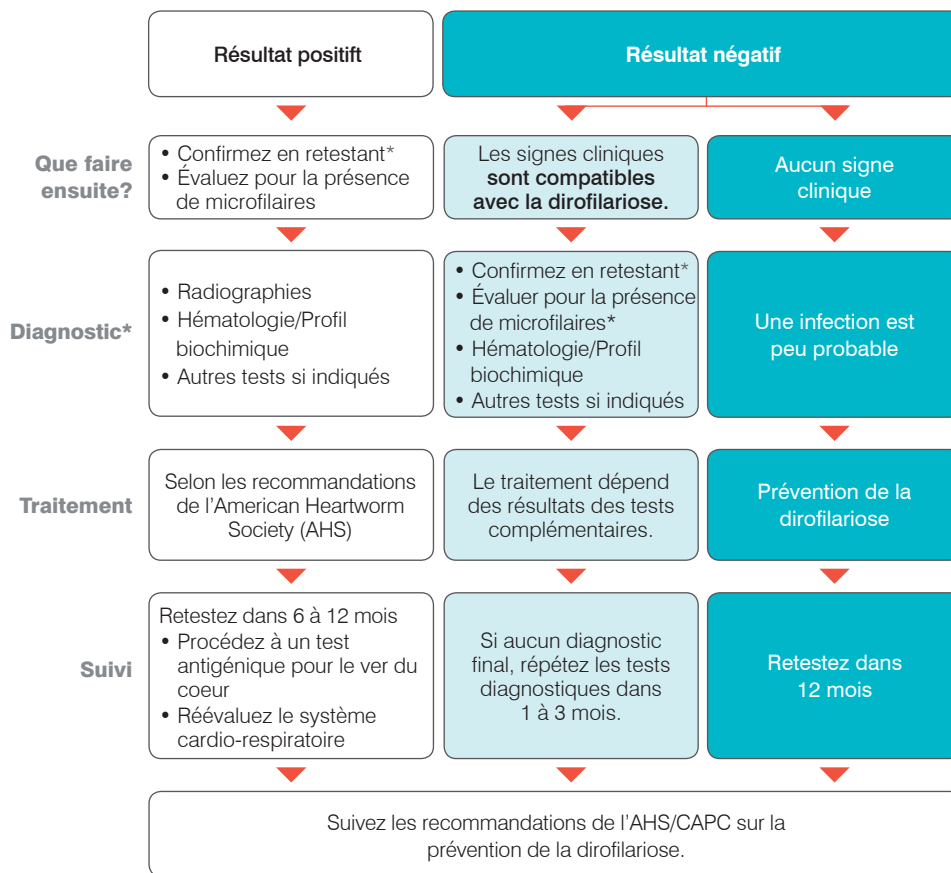 Résultat positift
Résultat négatif
Que faire
ensuite?
• Confirmez en retestant*
• Évaluez pour la présence
de microfilaires
Les signes cliniques
sont compatibles
avec la dirofilariose.
Aucun signe
clinique
Diagnostic*
• Radiographies
• Hématologie/Profil
biochimique
• Autres tests si indiqués
• Confirmez en retestant*
• Évaluer pour la présence
de microfilaires*
• Hématologie/Profil
biochimique
• Autres tests si indiqués
Une infection est
peu probable
Traitement
Selon les recommandations
de l’American Heartworm
Society (AHS)
Le traitement dépend
des résultats des tests
complémentaires.
Prévention de la
dirofilariose
Suivi
Retestez dans 6 à 12 mois
• Procédez à un test
antigénique pour le ver du
coeur
• Réévaluez le système
cardio-respiratoire
Si aucun diagnostic
final, répétez les tests
diagnostiques dans
1 à 3 mois.
Retestez dans
12 mois
Suivez les recommandations de l’AHS/CAPC sur la
prévention de la dirofilariose.